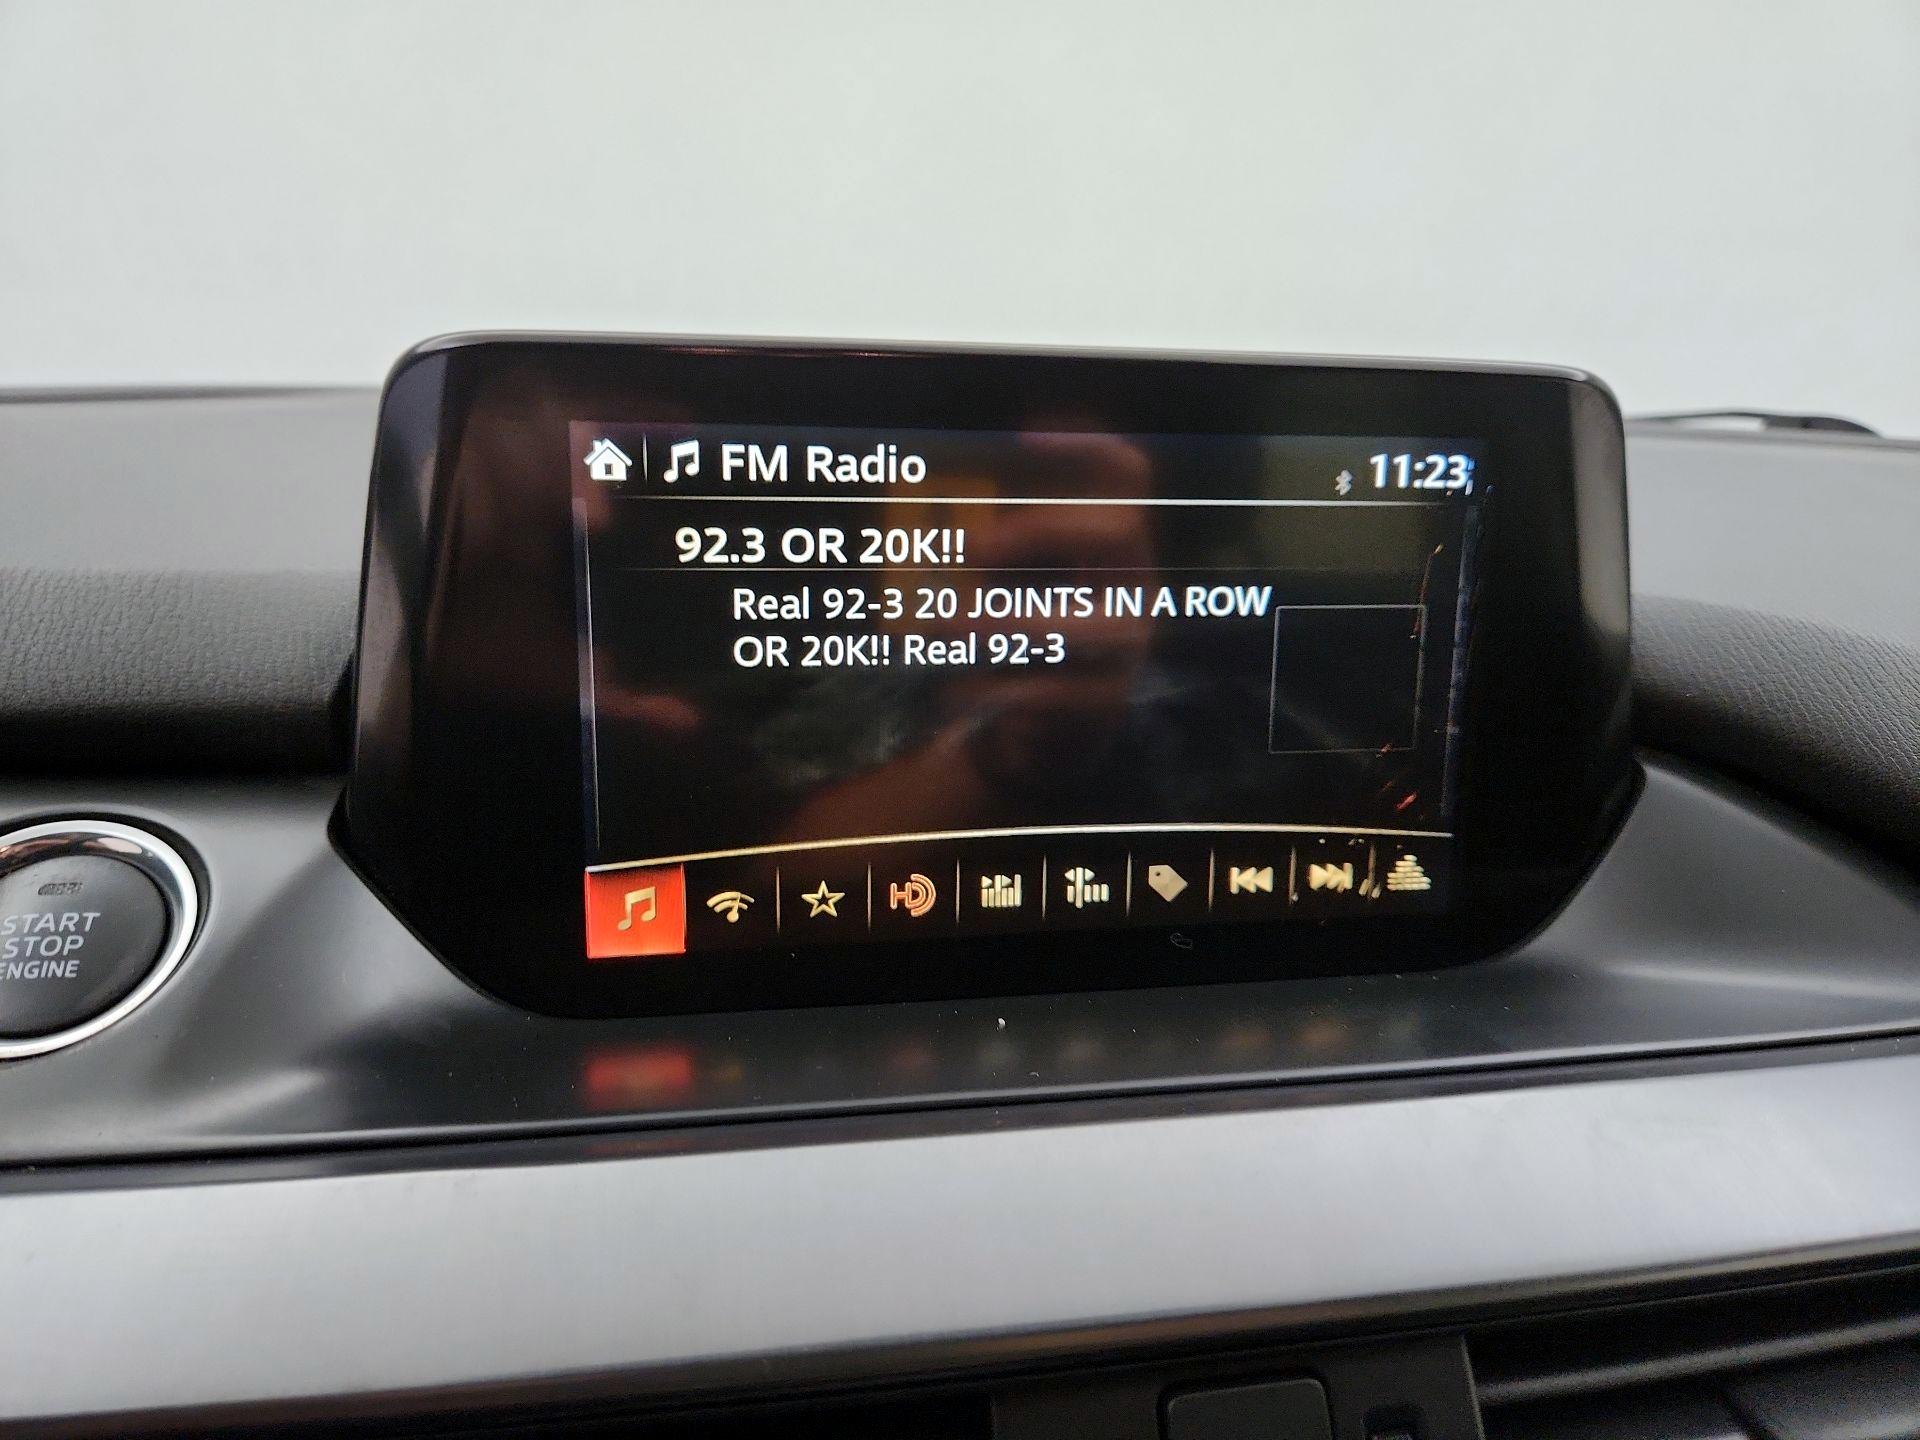 FM Radio
11:23
92.3 OR 20K!!
Real 92-3 20 JOINTS IN A ROW
OR 20K!! Real 92-3
HD
START
STOP
ENGINE